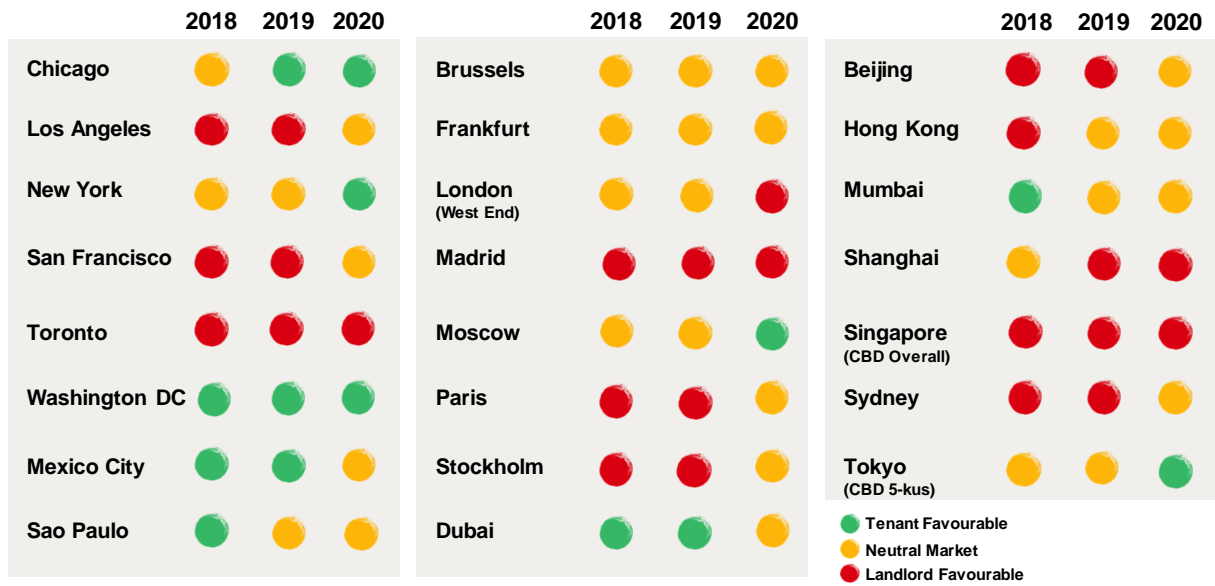 2018 2019 2020
Chicago
Los Angeles
New York
San Francisco
Toronto
Washington DC
Mexico City
Sao Paulo
2018 2019 2020
Brussels
Frankfurt
London
(West End)
Madrid
Moscow
Paris
Stockholm
Dubai
2018 2019 2020
Beijing
Hong Kong
Mumbai
Shanghai
Singapore
(CBD Overall)
Sydney
Tokyo
(CBD 5-kus)
Tenant Favourable
Neutral Market
Landlord Favourable